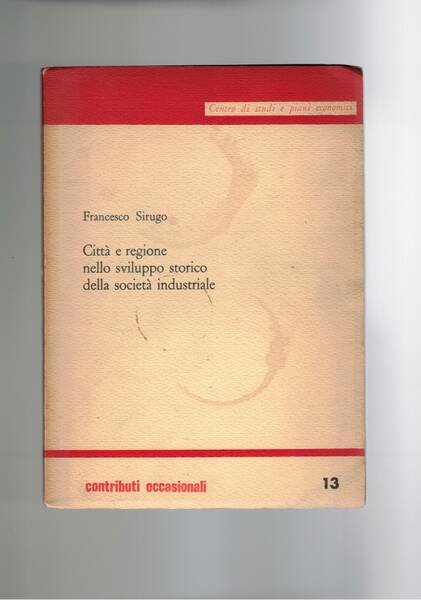 Centro di studi e piani economici
Francesco Sirugo
Città e regione
nello sviluppo storico
della società industriale
contributi occasionali
13